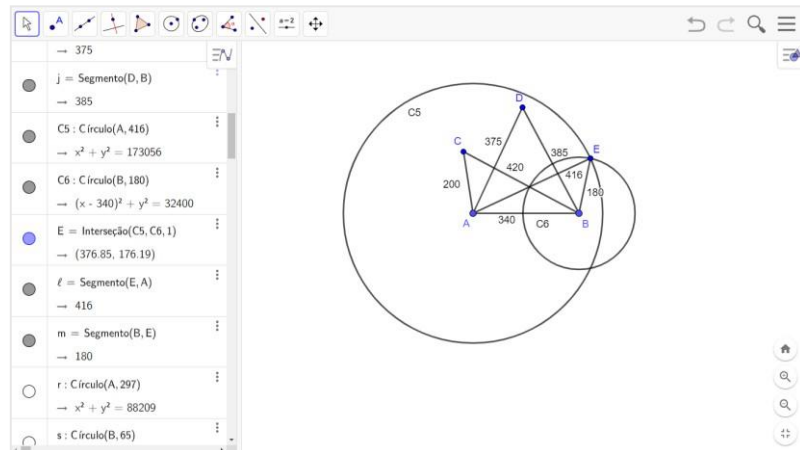 A
a=2
→ 375
j = Segmento(D, B)
→ 385
C5 : Círculo(A, 416)
→ x² + y² = 173056
C6 : Círculo(B, 180)
→ (x - 340)² + y² = 32400
E = Interseção(C5, C6, 1)
→ (376.85, 176.19)
ℓ = Segmento(E, A)
→ 416
m = Segmento(B, E)
→ 180
r : Círculo(A, 297)
→ x² + y² = 88209
s : Círculo(B, 65)
D
C5
C
375
385
E
420
416
200
180
A
340
C6
B